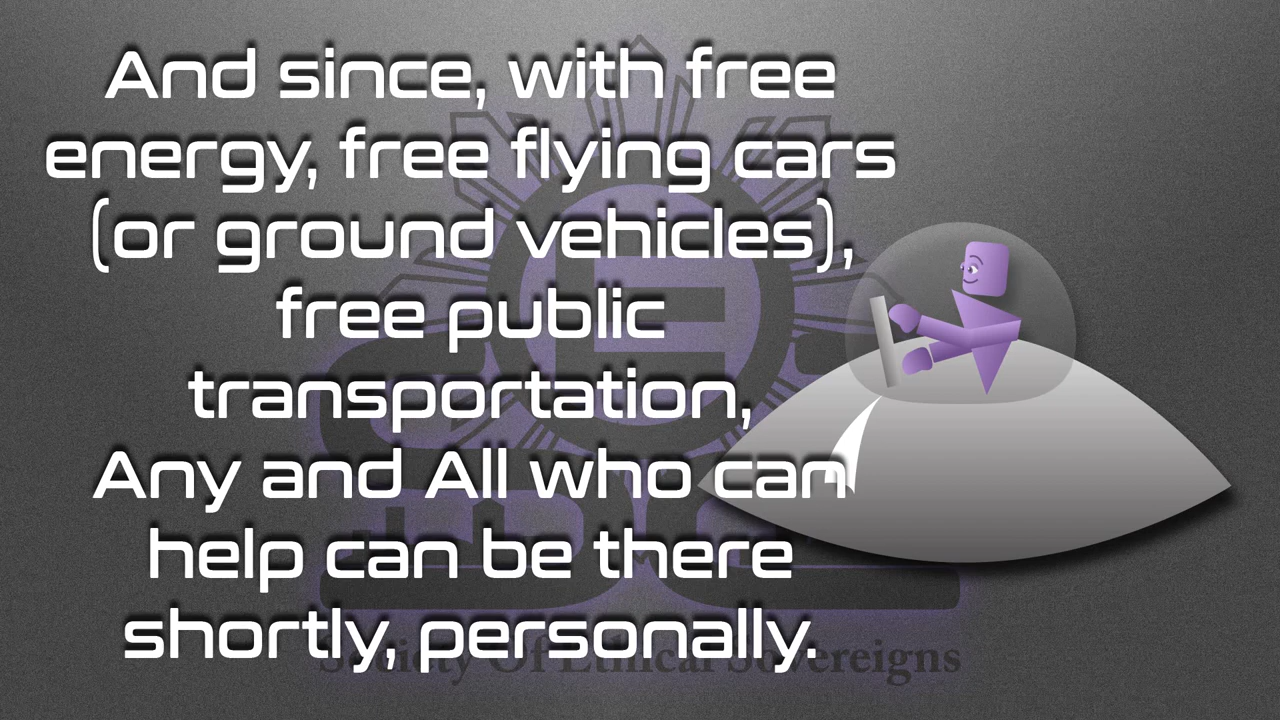 And since, with free
energy, free flying cars
(or ground vehicles),
free public
transportation,
Any and All who can
help can be there
shortly, personally.
Society Of Ethical Sovereigns